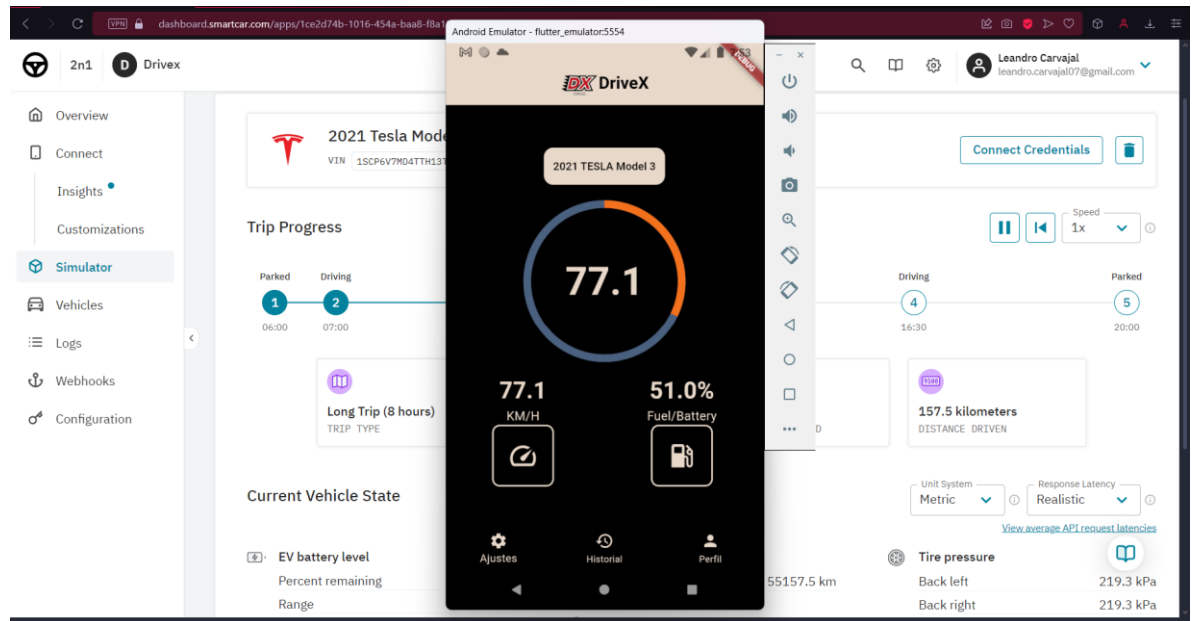 VPN
dashboard.smartcar.com/apps/1ce2d74b-1016-454a-baa8-f8a1
2n1
D
Drivex
Leandro Carvajal
leandro.carvajal07@gmail.com
Overview
Connect
Insights
Customizations
Simulator
Vehicles
Logs
Webhooks
Configuration
2021 Tesla Mode
VIN 1SCP6V7MD4TTH13T
Connect Credentials
Trip Progress
Speed
1x
Parked
Driving
1
2
06:00
07:00
Driving
Parked
4
5
16:30
20:00
Long Trip (8 hours)
TRIP TYPE
D
9100
157.5 kilometers
DISTANCE DRIVEN
Current Vehicle State
Unit System
Metric
Response Latency
Realistic
View average API request latencies
EV battery level
Percent remaining
Range
55157.5 km
Tire pressure
Back left
219.3 kPa
Back right
219.3 kPa
Android Emulator - flutter_emulator:5554
DEBUG
DX DriveX
2021 TESLA Model 3
77.1
77.1
KM/H
51.0%
Fuel/Battery
Ajustes
Historial
Perfil